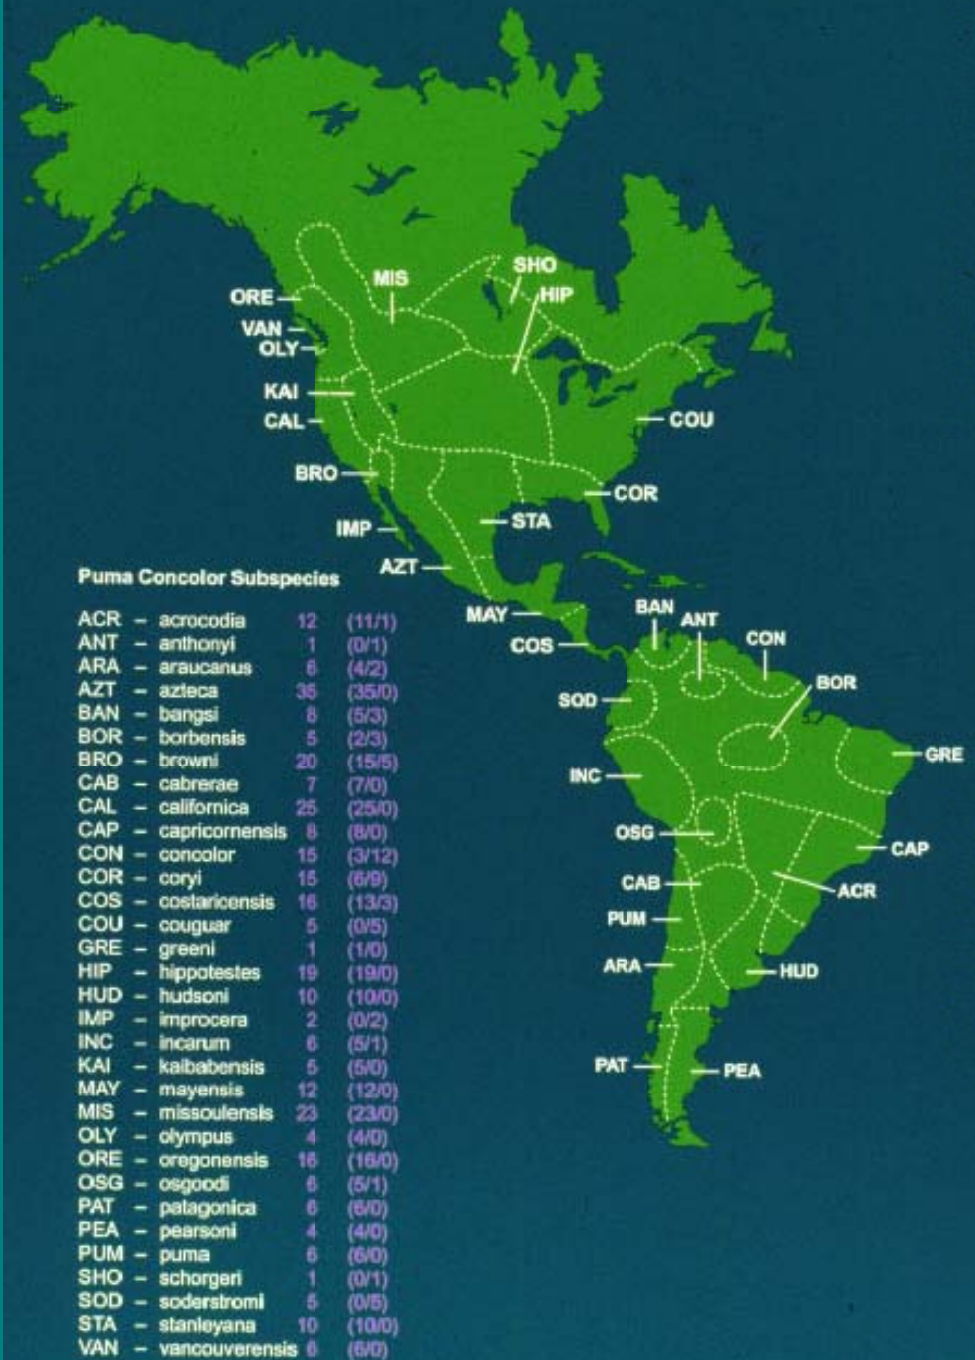 SHO
MIS
HIP
ORE
VAN
OLY
KAI
CAL
COU
BRO
COR
STA
IMP
AZT
Puma Concolor Subspecies
MAY
BAN
ANT
COS
CON
BOR
SOD
GRE
INC
OSG
CAP
CAB
ACR
PUM
ARA
HUD
PAT
PEA
ACR – acrocodia 12 (11/1)
ANT – anthonyi 1 (0/1)
ARA – araucanus 6 (4/2)
AZT – azteca 35 (35/0)
BAN – bangsi 8 (5/3)
BOR – borbensis 5 (2/3)
BRO – browni 20 (15/5)
CAB – cabrerae 7 (7/0)
CAL – californica 25 (25/0)
CAP – capricornensis 8 (8/0)
CON – concolor 15 (3/12)
COR – coryi 15 (6/9)
COS – costaricensis 16 (13/3)
COU – couguar 5 (0/5)
GRE – greeni 1 (1/0)
HIP – hippotestes 19 (19/0)
HUD – hudsoni 10 (10/0)
IMP – improcera 2 (0/2)
INC – incarum 6 (5/1)
KAI – kaibabensis 5 (5/0)
MAY – mayensis 12 (12/0)
MIS – missoulensis 23 (23/0)
OLY – olympus 4 (4/0)
ORE – oregonensis 16 (16/0)
OSG – osgoodi 6 (5/1)
PAT – patagonica 6 (6/0)
PEA – pearsoni 4 (4/0)
PUM – puma 6 (6/0)
SHO – schorgeri 1 (0/1)
SOD – soderstromi 5 (0/5)
STA – stanleyana 10 (10/0)
VAN – vancouverensis 6 (6/0)